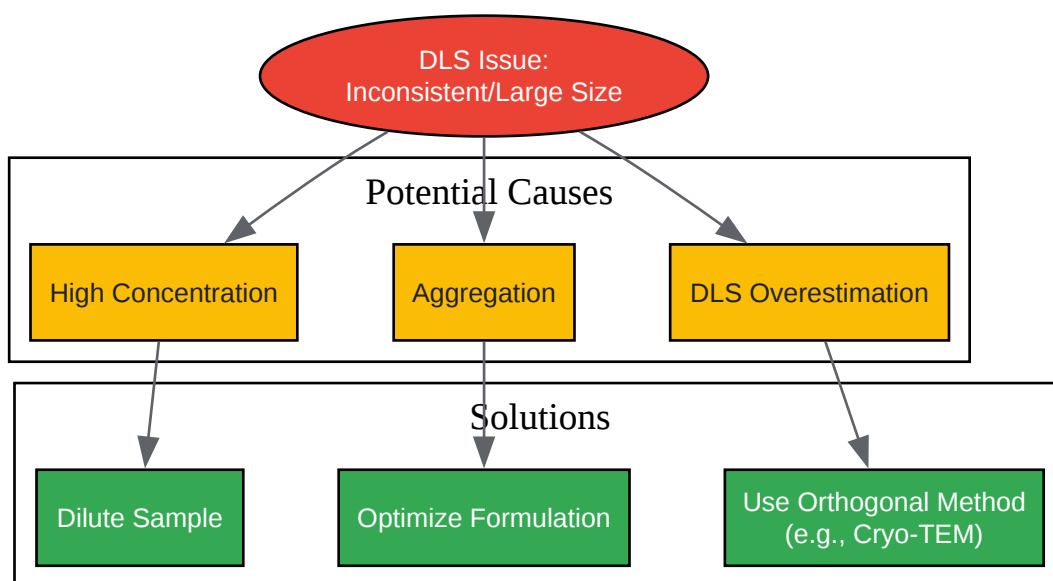 DLS Issue:
Inconsistent/Large Size
Potential Causes
High Concentration
Aggregation
DLS Overestimation
Solutions
Dilute Sample
Optimize Formulation
Use Orthogonal Method
(e.g., Cryo-TEM)